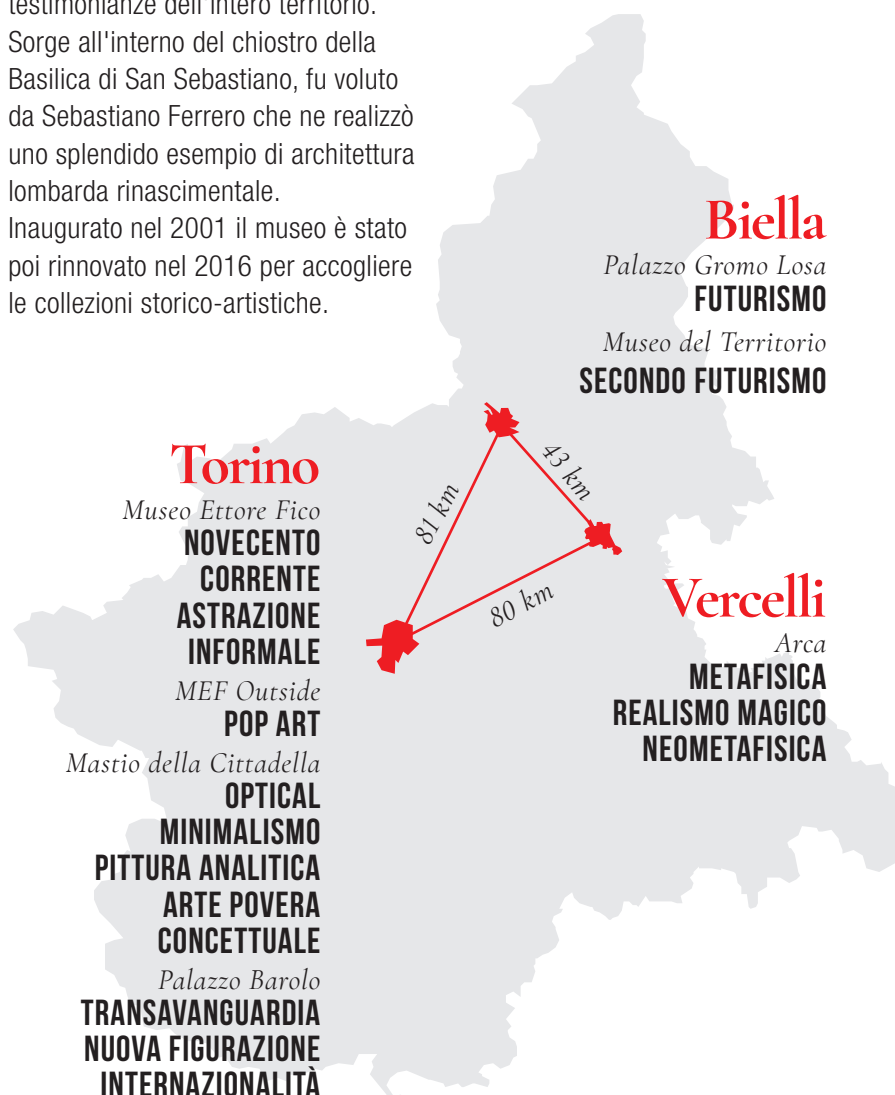 testimonianze dell'intero territorio.
Sorge all'interno del chiostro della
Basilica di San Sebastiano, fu voluto
da Sebastiano Ferrero che ne realizzò
uno splendido esempio di architettura
lombarda rinascimentale.
Inaugurato nel 2001 il museo è stato
poi rinnovato nel 2016 per accogliere
le collezioni storico-artistiche.
Biella
Palazzo Gromo Losa
FUTURISMO
Museo del Territorio
SECONDO FUTURISMO
43 km
81 km
80 km
Torino
Museo Ettore Fico
NOVECENTO
CORRENTE
ASTRAZIONE
INFORMALE
MEF Outside
POP ART
Mastio della Cittadella
OPTICAL
MINIMALISMO
PITTURA ANALITICA
ARTE POVERA
CONCETTUALE
Palazzo Barolo
TRANSAVANGUARDIA
NUOVA FIGURAZIONE
INTERNAZIONALITÀ
Vercelli
Arca
METAFISICA
REALISMO MAGICO
NEOMETAFISICA